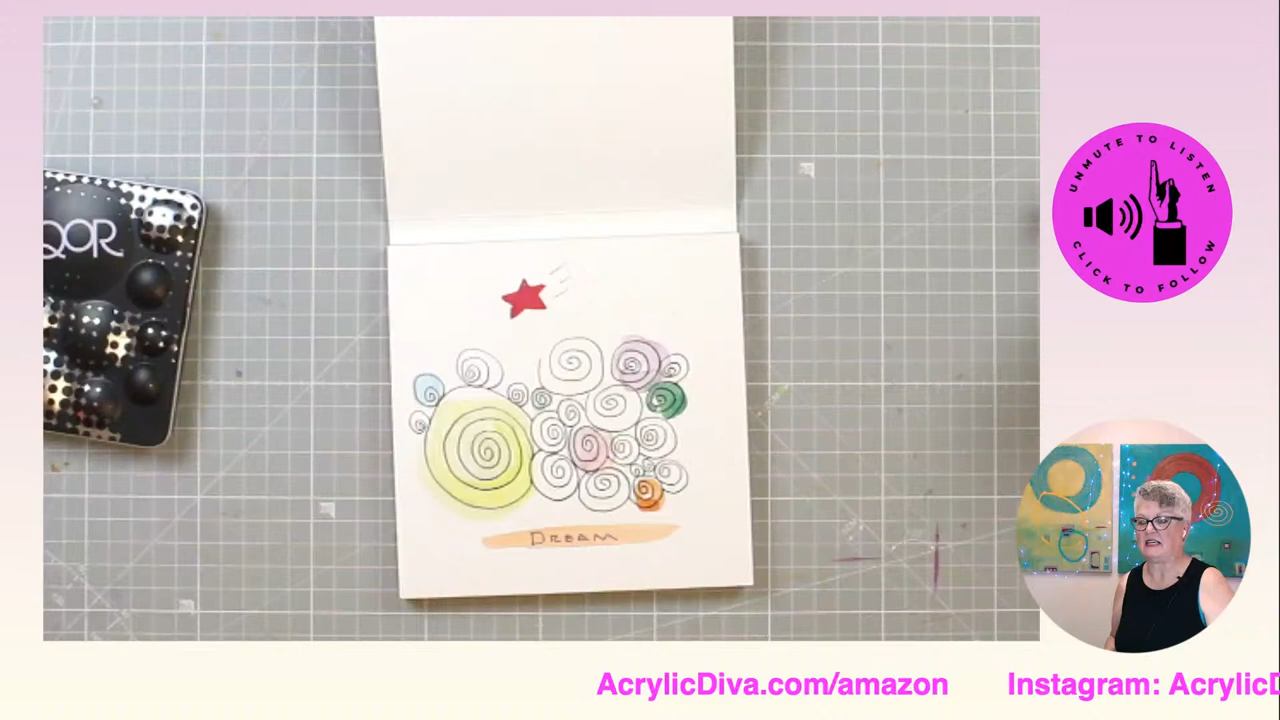 UNMUTE TO LISTEN
CLICK TO FOLLOW
QOR
DREAM
AcrylicDiva.com/amazon Instagram: AcrylicD